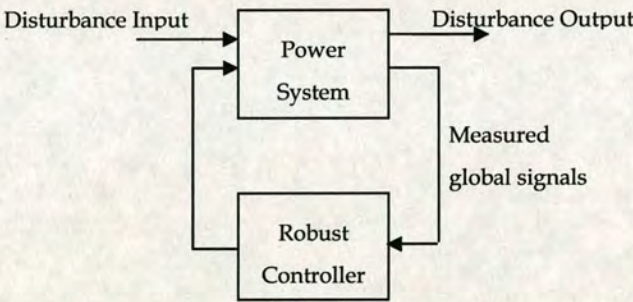 Disturbance Input
Disturbance Output
Power
System
Measured
global signals
Robust
Controller